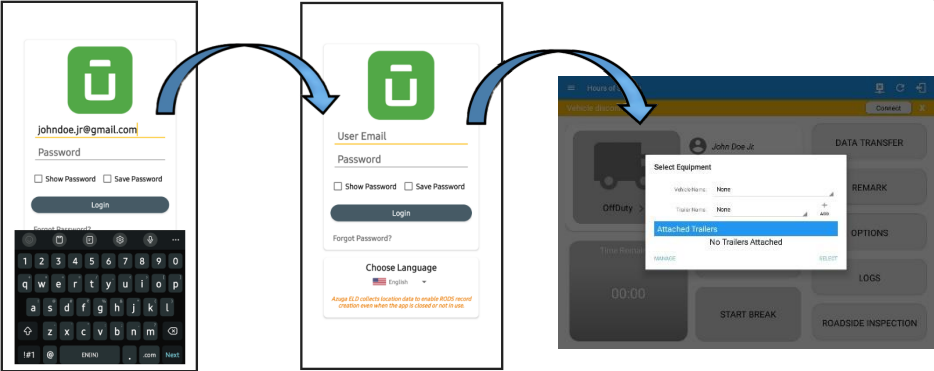 johndoe.jr@gmail.com
Password
Show Password Save Password
Login
Forgot Password?
1 2 3 4 5 6 7 8 9 0
q w e r t y u i o p
a s d f g h j k l
z x c v b n m
!#1 @ EN(IN) . .com Next
User Email
Password
Show Password Save Password
Login
Forgot Password?
Choose Language
English
Azuga ELD collects location data to enable RODS record
creation even when the app is closed or not in use.
Hours of
Connect X
John Doe Jr.
OffDuty >
00:00
START BREAK
DATA TRANSFER
REMARK
OPTIONS
LOGS
ROADSIDE INSPECTION
Select Equipment
Vehicle Name: None
Trailer Name: None
+
ADD
Attached Trailers
No Trailers Attached
MANAGE SELECT